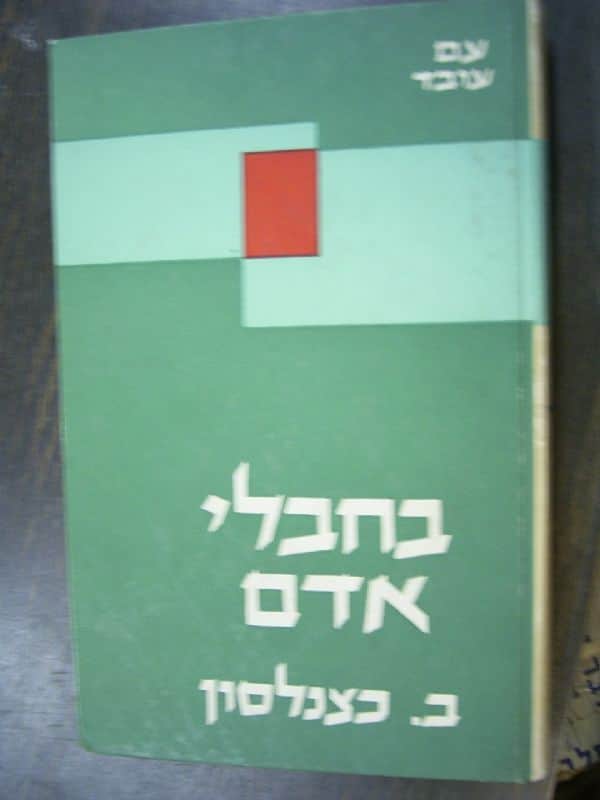 עם
עובד
בחבלי
אדם
ב. כצנלסון